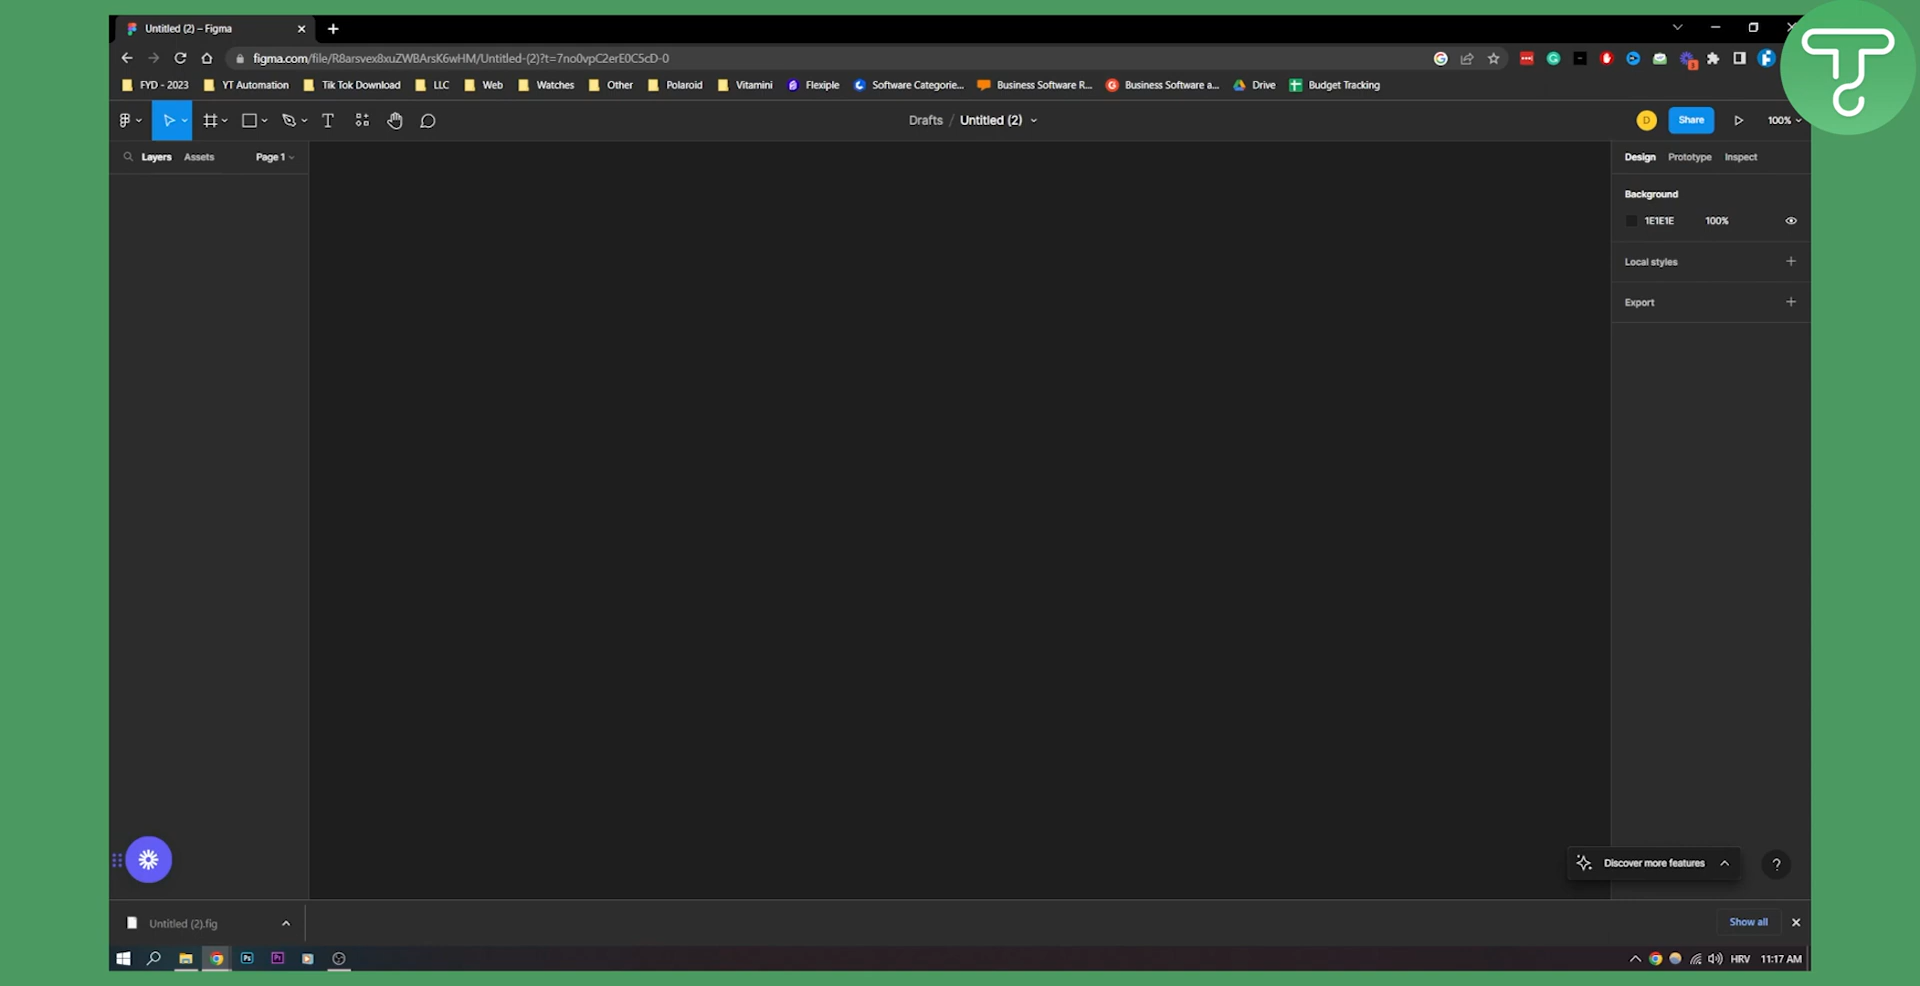 Untitled (2) – Figma
figma.com/file/R8arsvex8xuZWBArsK6wHM/Untitled-(2)?t=7no0vpC2erE0C5cD-0
FYD - 2023 YT Automation Tik Tok Download LLC Web Watches Other Polaroid Vitamini Flexiple Software Categorie... Business Software R... Business Software a... Drive Budget Tracking
Drafts / Untitled (2) D Share 100%
Layers Assets Page 1 Design Prototype Inspect
Background
1E1E1E 100%
Local styles
Export
Discover more features ?
Untitled (2).fig Show all
Ps Pr HRV 11:17 AM